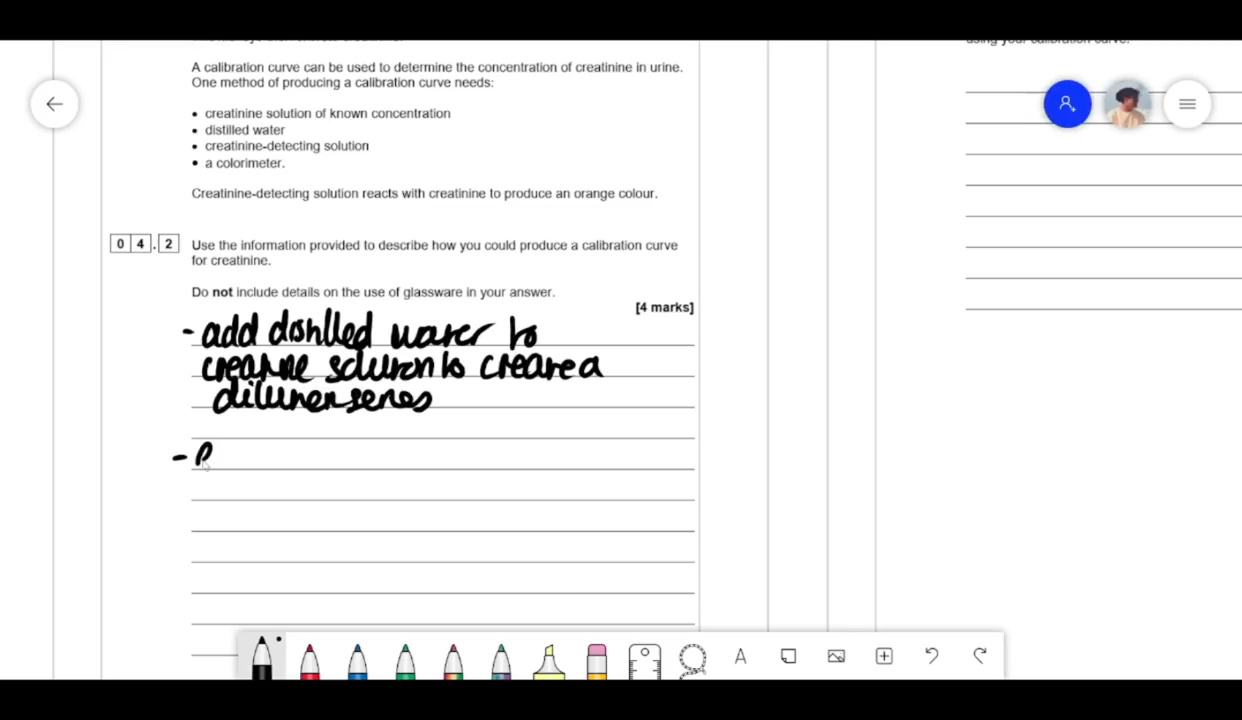 using your calibration curve.
A calibration curve can be used to determine the concentration of creatinine in urine.
One method of producing a calibration curve needs:
• creatinine solution of known concentration
• distilled water
• creatinine-detecting solution
• a colorimeter.
Creatinine-detecting solution reacts with creatinine to produce an orange colour.
0 4 . 2 Use the information provided to describe how you could produce a calibration curve
for creatinine.
Do not include details on the use of glassware in your answer.
[4 marks]
- add distilled water to
solution to create a
series
-
A